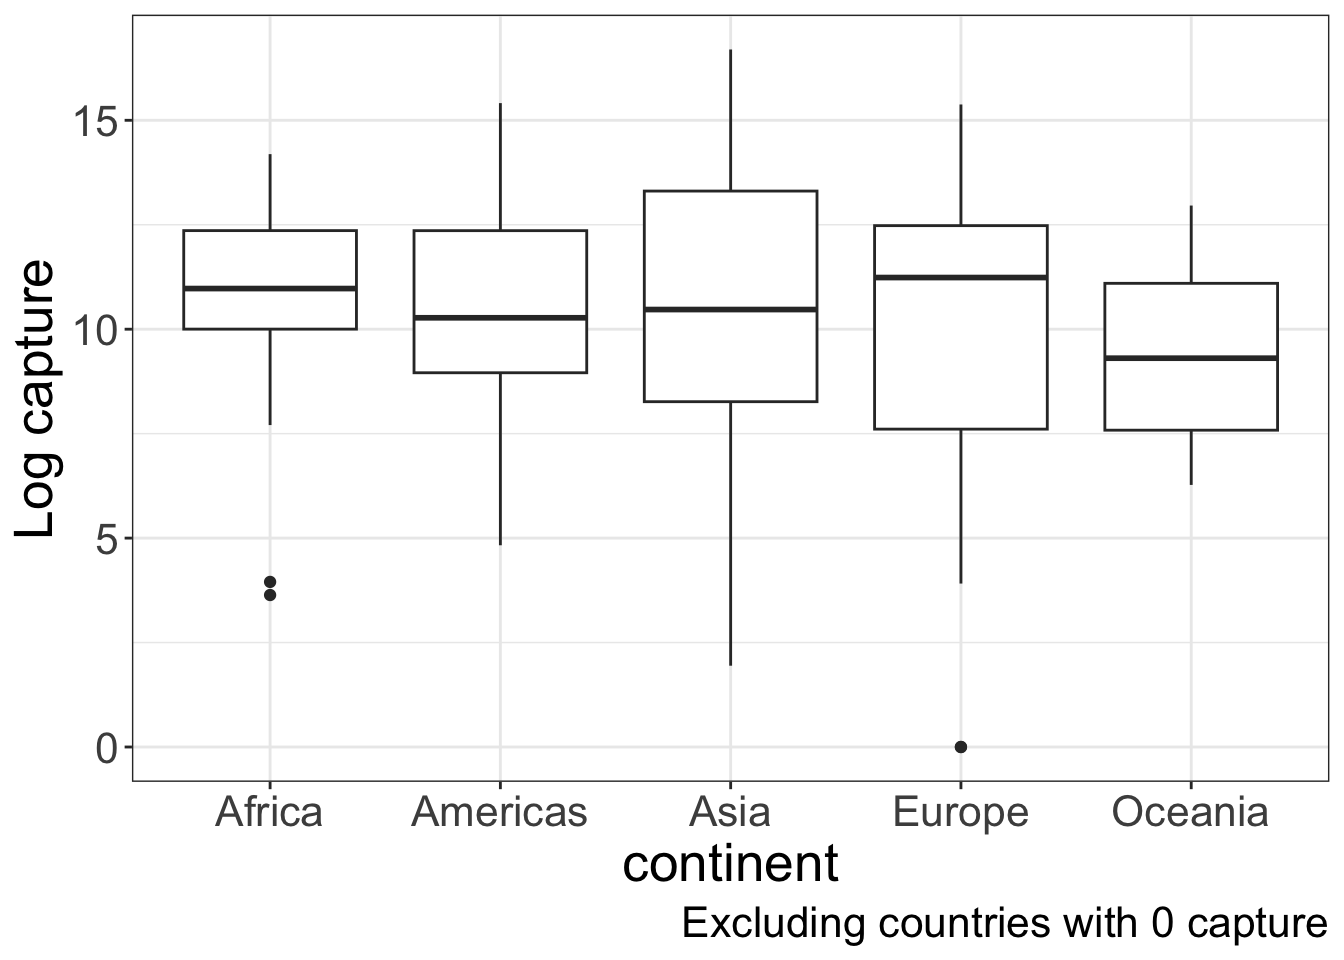 Log capture
15
10
5
0
Africa Americas Asia Europe Oceania
continent
Excluding countries with 0 capture